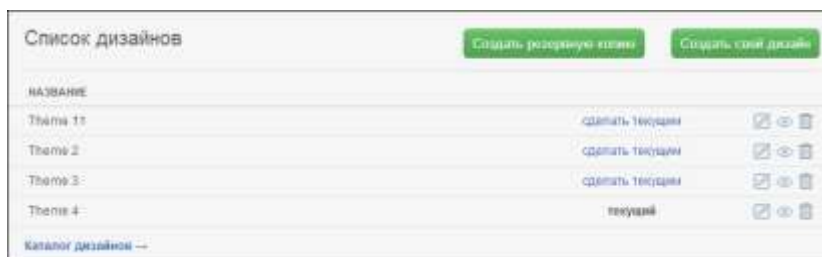 Список дизайнов
Создать резервную копию
Создать свой дизайн
НАЗВАНИЕ
Theme 11
сделать текущим
Theme 2
сделать текущим
Theme 3
сделать текущим
Theme 4
текущий
Каталог дизайнов →